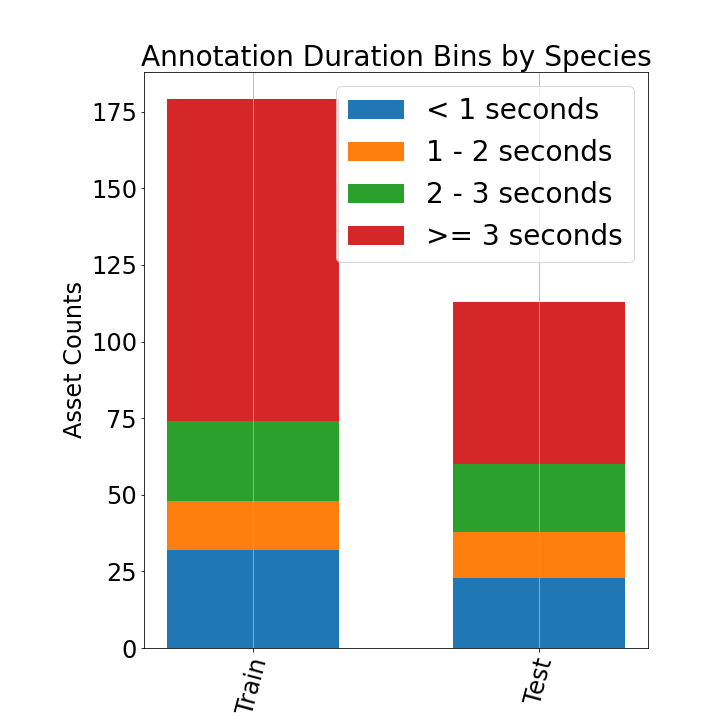 Annotation Duration Bins by Species
< 1 seconds
1 - 2 seconds
2 - 3 seconds
>= 3 seconds
175
150
125
100
75
50
25
0
Asset Counts
Train
Test